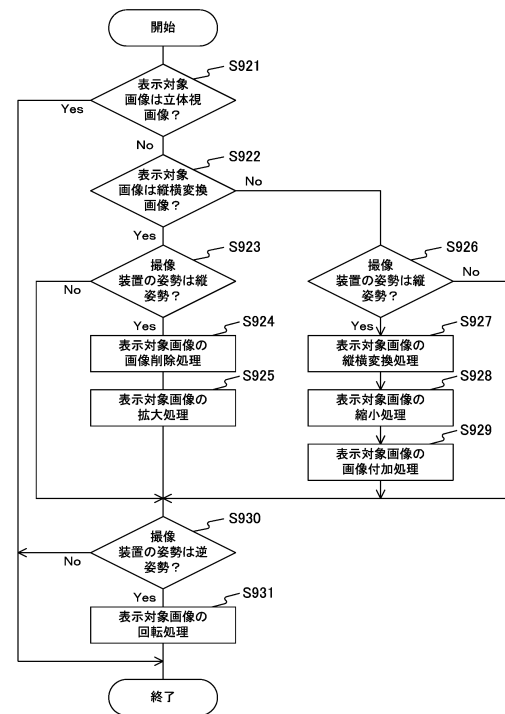 開始
S921
表示対象
画像は立体視
画像？
Yes
No
S922
表示対象
画像は縦横変換
画像？
No
Yes
S923
撮像
装置の姿勢は縦
姿勢？
No
Yes
S926
撮像
装置の姿勢は縦
姿勢？
No
Yes
S924
表示対象画像の
画像削除処理
S925
表示対象画像の
拡大処理
S927
表示対象画像の
縦横変換処理
S928
表示対象画像の
縮小処理
S929
表示対象画像の
画像付加処理
S930
撮像
装置の姿勢は逆
姿勢？
No
Yes
S931
表示対象画像の
回転処理
終了